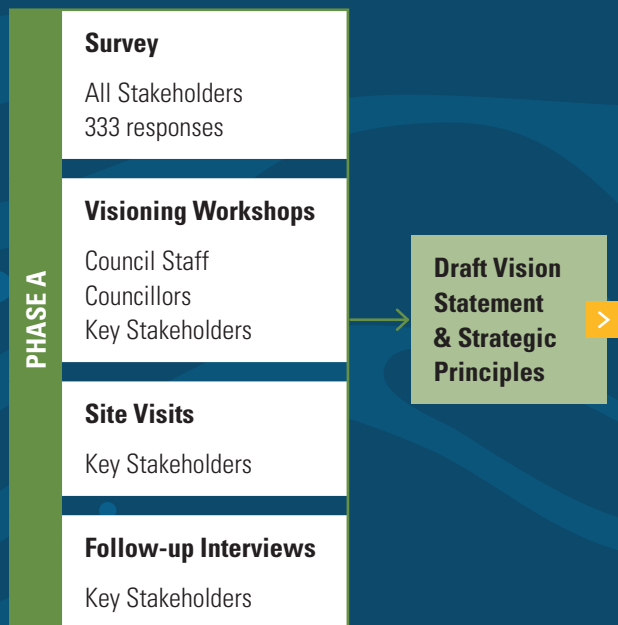 PHASE A
Survey
All Stakeholders
333 responses
Visioning Workshops
Council Staff
Councillors
Key Stakeholders
Site Visits
Key Stakeholders
Follow-up Interviews
Key Stakeholders
Draft Vision
Statement
& Strategic
Principles